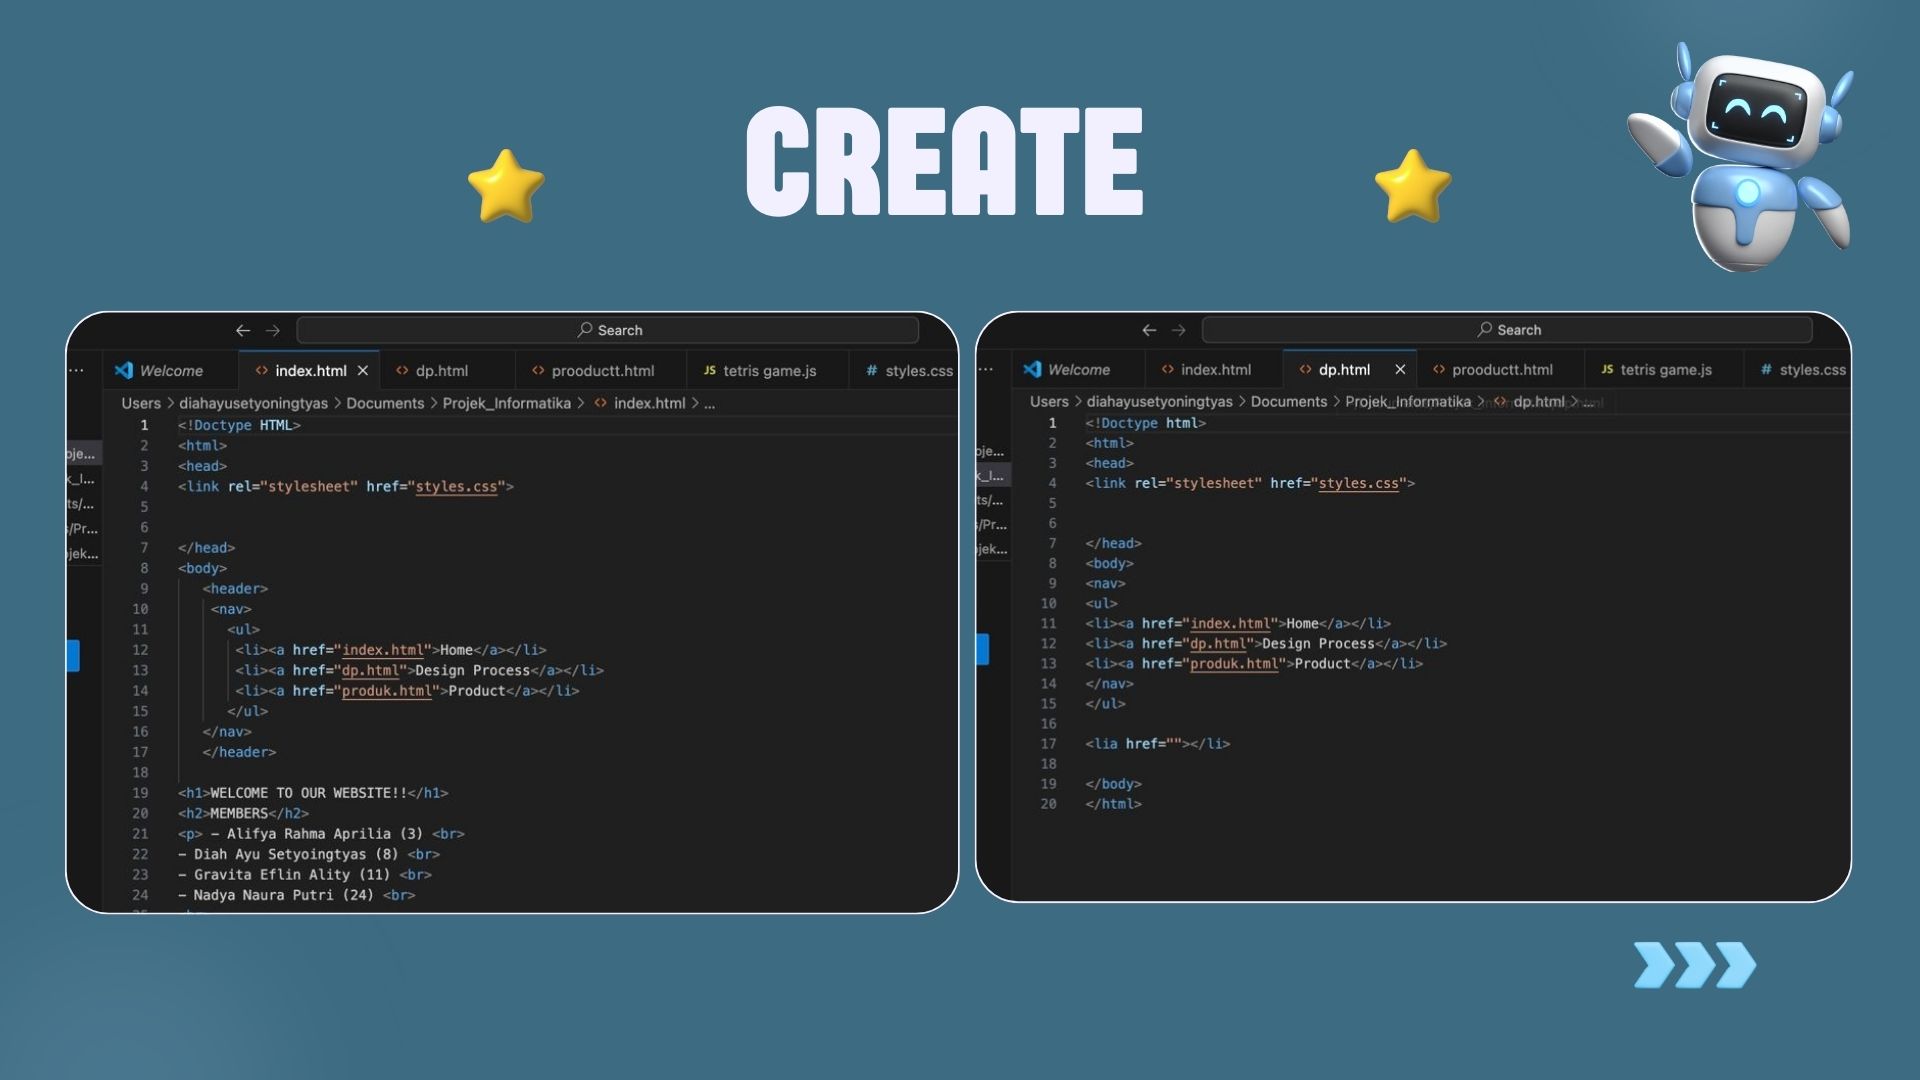 CREATE
Search
Welcome index.html dp.html prooductt.html JS tetris game.js # styles.css
Users > diahayusetyoningtyas > Documents > Projek_Informatika > index.html > ...
1 <!Doctype HTML>
2 <html>
3 <head>
4 <link rel="stylesheet" href="styles.css">
5
6
7 </head>
8 <body>
9 <header>
10 <nav>
11 <ul>
12 <li><a href="index.html">Home</a></li>
13 <li><a href="dp.html">Design Process</a></li>
14 <li><a href="produk.html">Product</a></li>
15 </ul>
16 </nav>
17 </header>
18
19 <h1>WELCOME TO OUR WEBSITE!!</h1>
20 <h2>MEMBERS</h2>
21 <p> – Alifya Rahma Aprilia (3) <br>
22 – Diah Ayu Setyoingtyas (8) <br>
23 – Gravita Eflin Ality (11) <br>
24 – Nadya Naura Putri (24) <br>
oje...
k_I...
ts/...
s/Pr...
ojek...
Search
Welcome index.html dp.html prooductt.html JS tetris game.js # styles.css
Users > diahayusetyoningtyas > Documents > Projek_Informatika > dp.html > ...
1 <!Doctype html>
2 <html>
3 <head>
4 <link rel="stylesheet" href="styles.css">
5
6
7 </head>
8 <body>
9 <nav>
10 <ul>
11 <li><a href="index.html">Home</a></li>
12 <li><a href="dp.html">Design Process</a></li>
13 <li><a href="produk.html">Product</a></li>
14 </nav>
15 </ul>
16
17 <lia href=""></li>
18
19 </body>
20 </html>
oje...
k_I...
ts/...
s/Pr...
ojek...